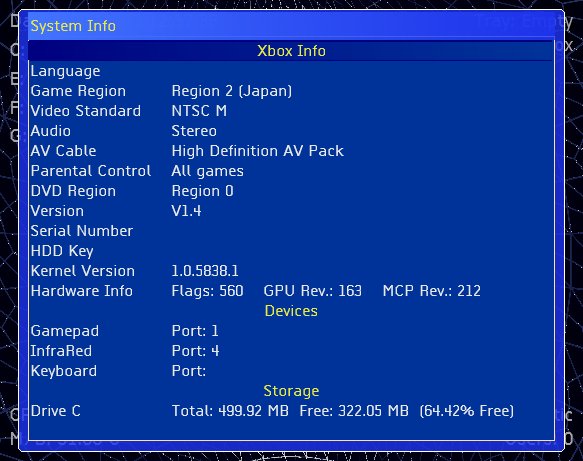 System Info
Tray: Empty
Xbox Info
Language
Game Region Region 2 (Japan)
Video Standard NTSC M
Audio Stereo
AV Cable High Definition AV Pack
Parental Control All games
DVD Region Region 0
Version V1.4
Serial Number
HDD Key
Kernel Version 1.0.5838.1
Hardware Info Flags: 560 GPU Rev.: 163 MCP Rev.: 212
Devices
Gamepad Port: 1
InfraRed Port: 4
Keyboard Port:
Storage
Drive C Total: 499.92 MB Free: 322.05 MB (64.42% Free)